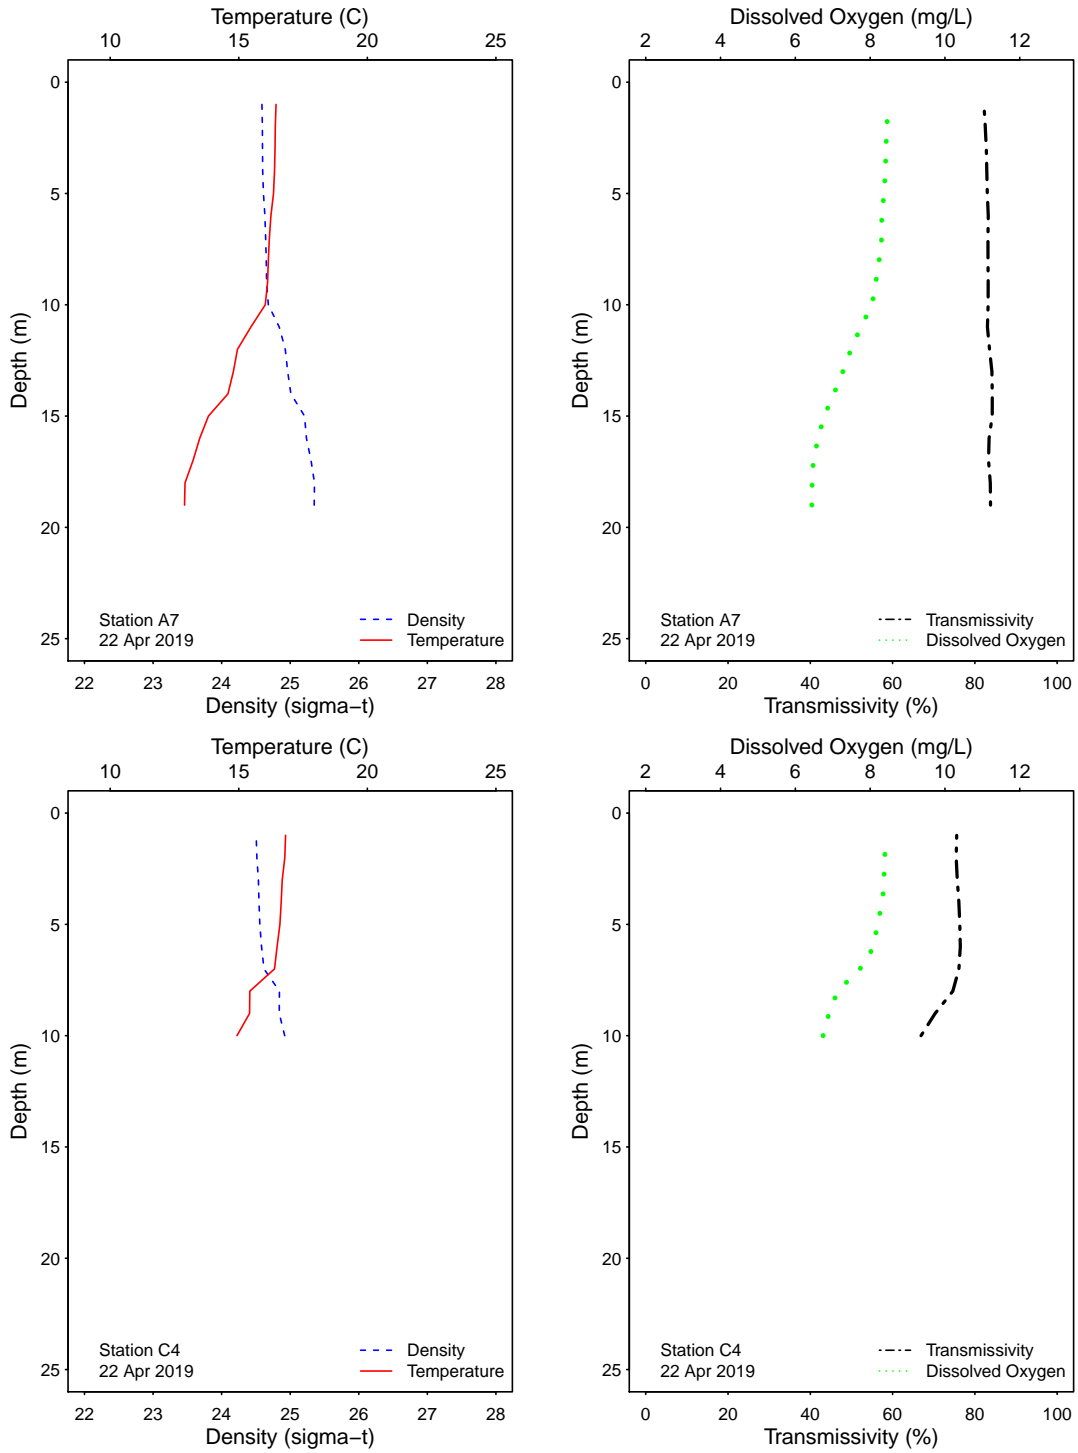 Temperature (C)
10 15 20 25
Depth (m)
0
5
10
15
20
25
Station A7
22 Apr 2019
Density
Temperature
22 23 24 25 26 27 28
Density (sigma−t)
Dissolved Oxygen (mg/L)
2 4 6 8 10 12
Depth (m)
0
5
10
15
20
25
Station A7
22 Apr 2019
Transmissivity
Dissolved Oxygen
0 20 40 60 80 100
Transmissivity (%)
Temperature (C)
10 15 20 25
Depth (m)
0
5
10
15
20
25
Station C4
22 Apr 2019
Density
Temperature
22 23 24 25 26 27 28
Density (sigma−t)
Dissolved Oxygen (mg/L)
2 4 6 8 10 12
Depth (m)
0
5
10
15
20
25
Station C4
22 Apr 2019
Transmissivity
Dissolved Oxygen
0 20 40 60 80 100
Transmissivity (%)